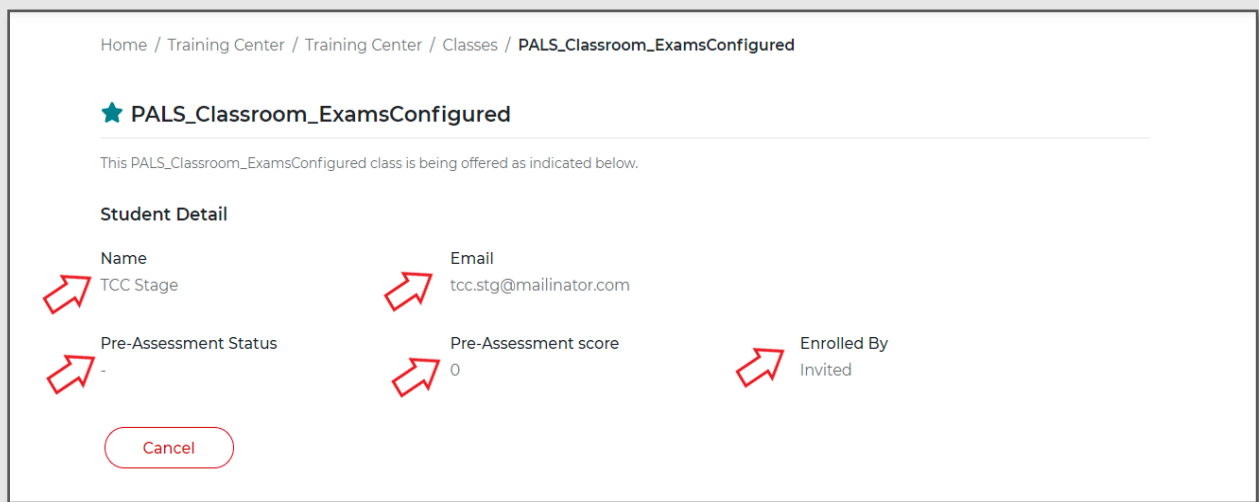 Home / Training Center / Training Center / Classes / PALS_Classroom_ExamsConfigured
PALS_Classroom_ExamsConfigured
This PALS_Classroom_ExamsConfigured class is being offered as indicated below.
Student Detail
Name
TCC Stage
Email
tcc.stg@mailinator.com
Pre-Assessment Status
-
Pre-Assessment score
0
Enrolled By
Invited
Cancel